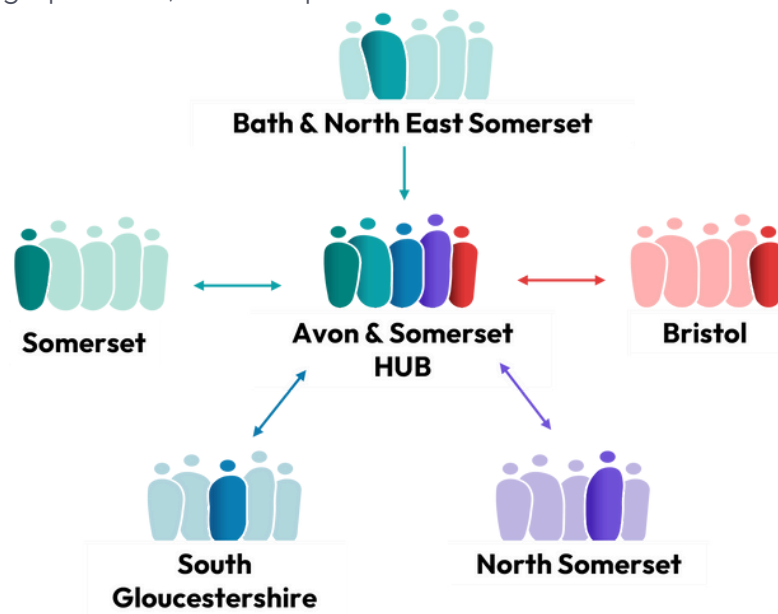 Bath & North East Somerset
Somerset
Avon & Somerset
HUB
Bristol
South
Gloucestershire
North Somerset